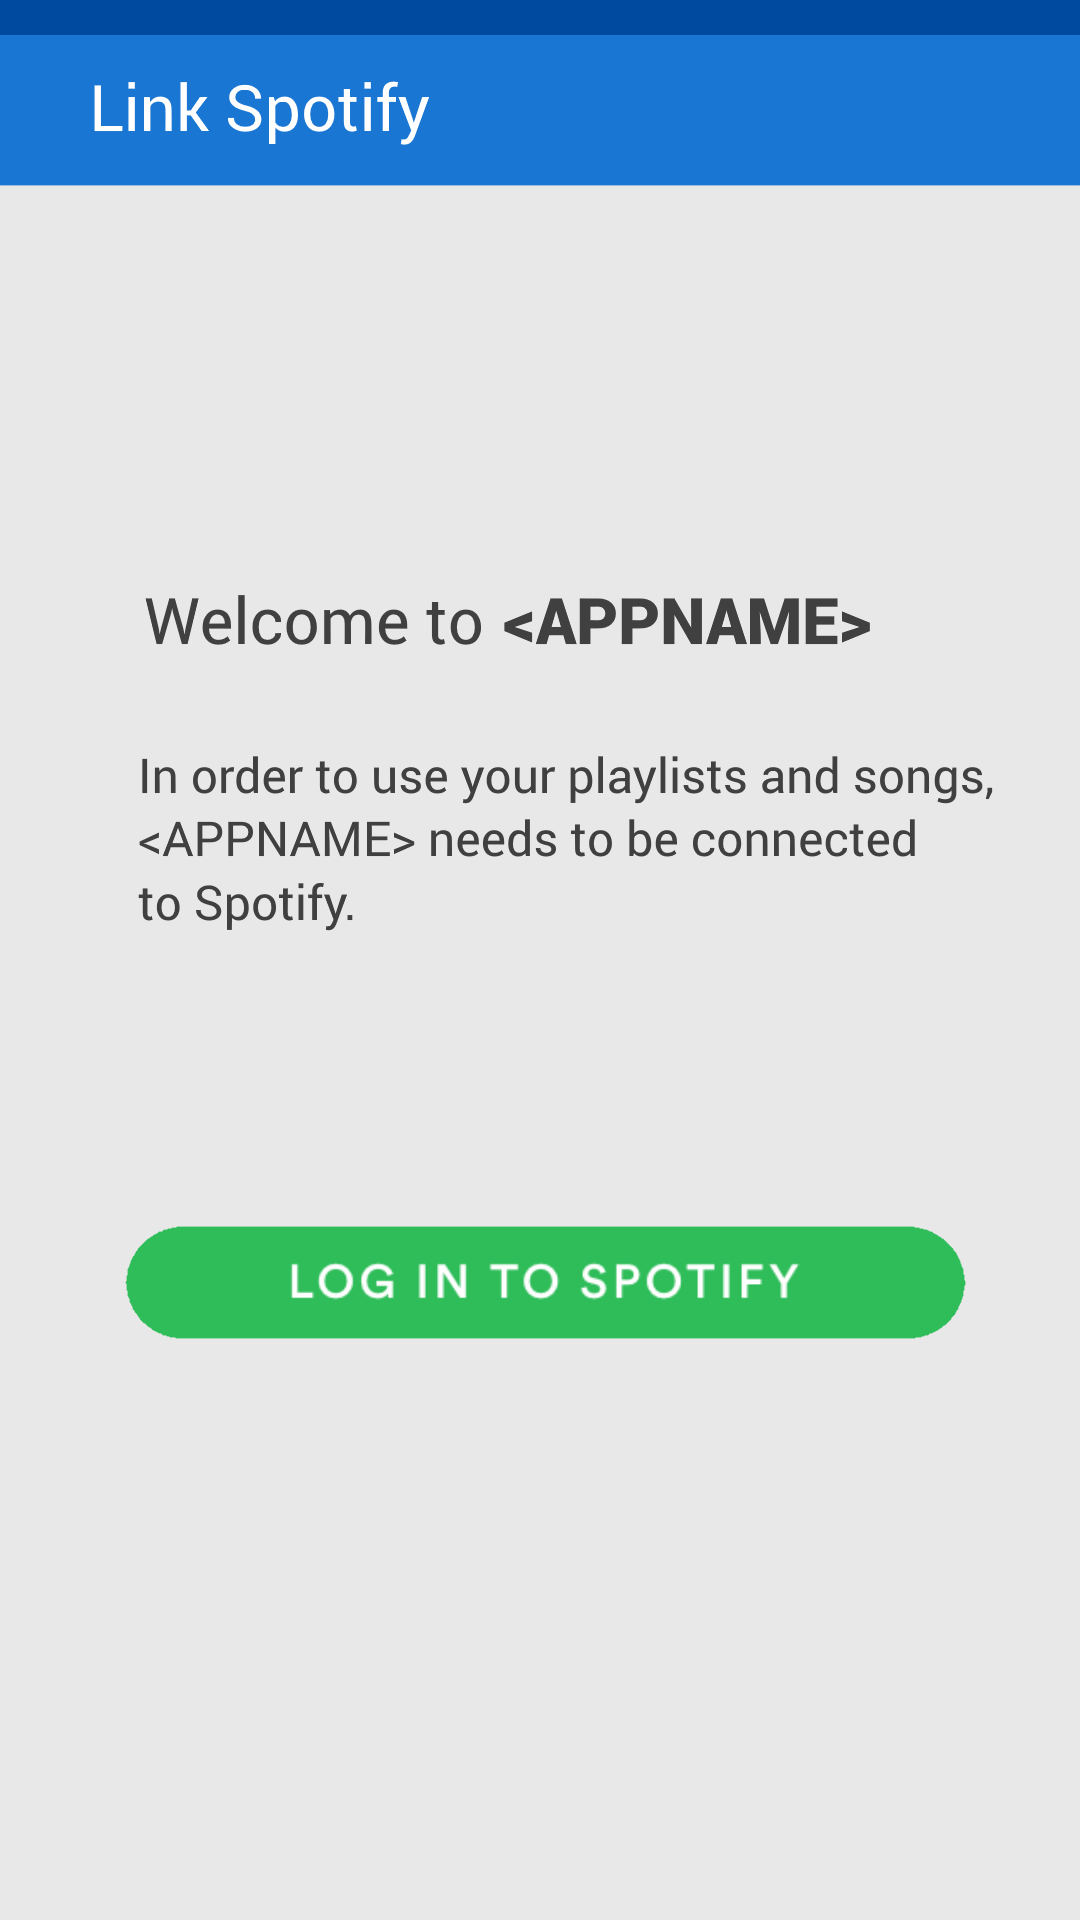 Link Spotify
Welcome to <APPNAME>
In order to use your playlists and songs,
<APPNAME> needs to be connected
to Spotify.
LOG IN TO SPOTIFY